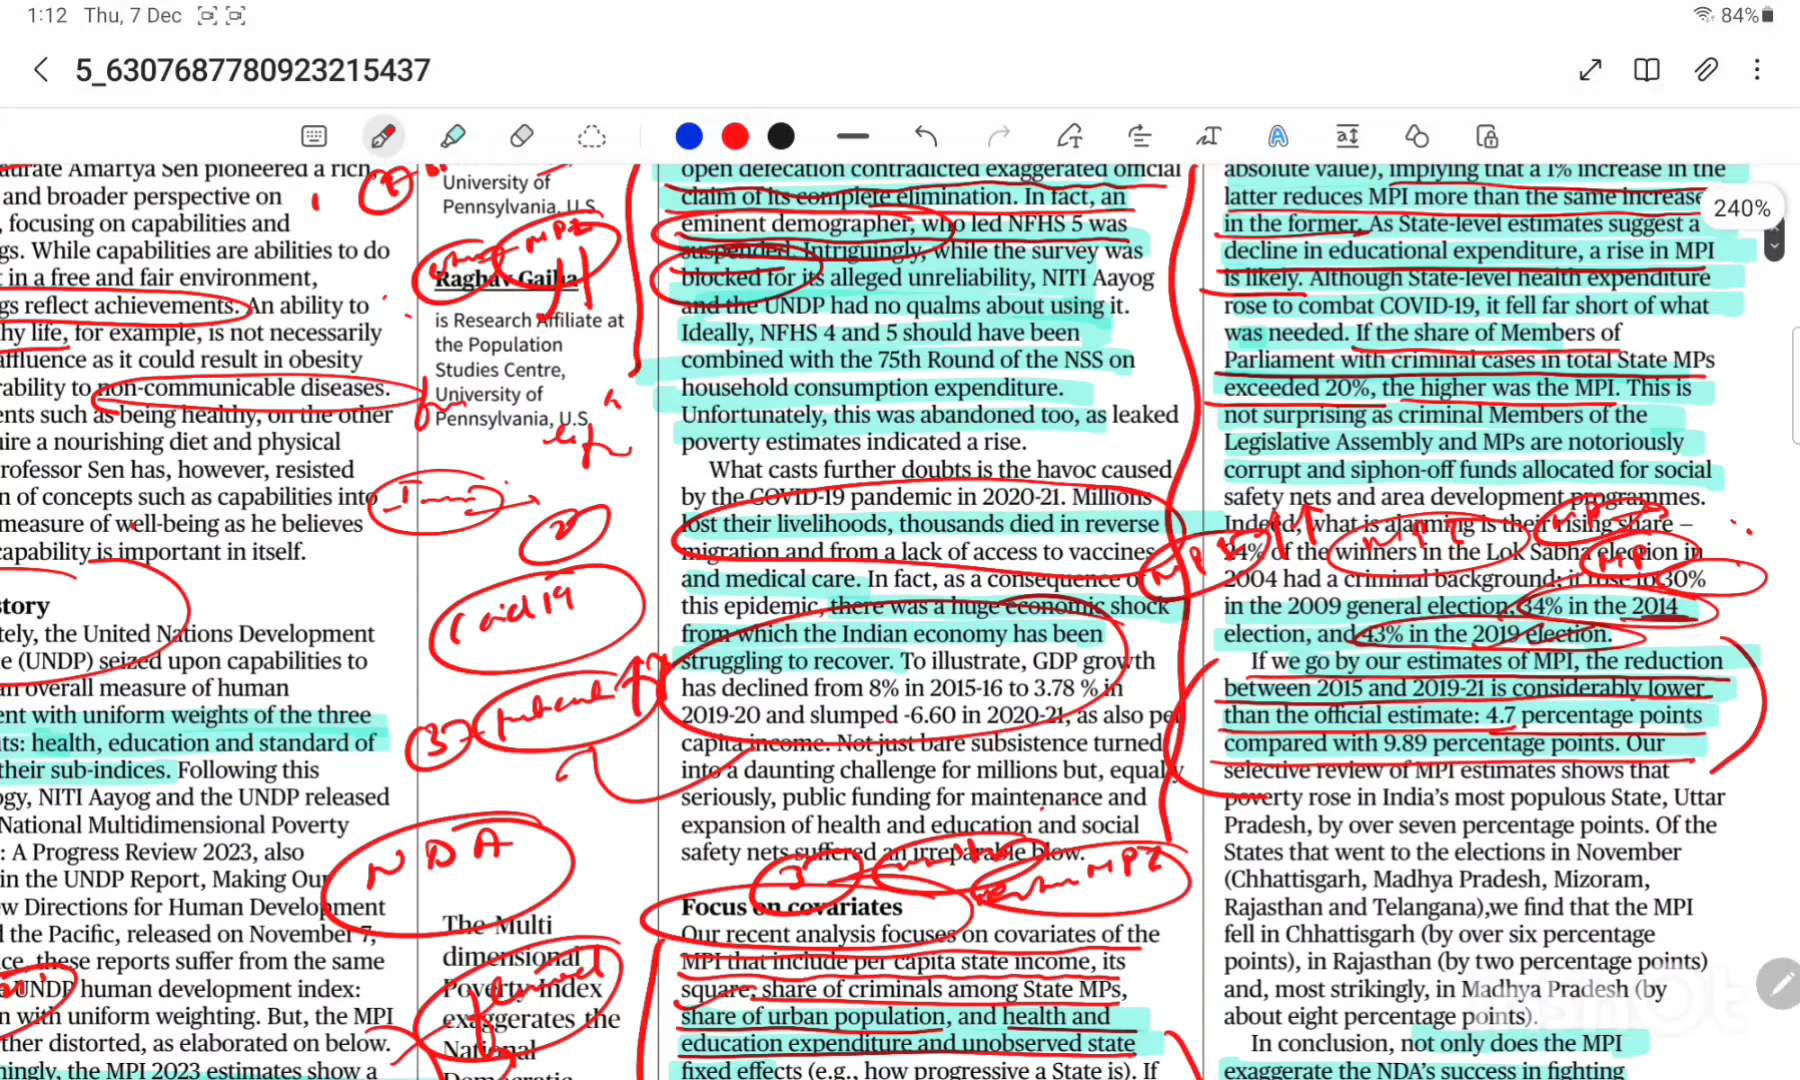 1:12 Thu, 7 Dec
84%
5_6307687780923215437
240%
aurate Amartya Sen pioneered a rich
and broader perspective on
, focusing on capabilities and
gs. While capabilities are abilities to do
t in a free and fair environment,
gs reflect achievements. An ability to
hy life, for example, is not necessarily
affluence as it could result in obesity
rability to non-communicable diseases.
ents such as being healthy, on the other
uire a nourishing diet and physical
rofessor Sen has, however, resisted
n of concepts such as capabilities into
measure of well-being as he believes
capability is important in itself.
story
tely, the United Nations Development
e (UNDP) seized upon capabilities to
an overall measure of human
ent with uniform weights of the three
ts: health, education and standard of
their sub-indices. Following this
ogy, NITI Aayog and the UNDP released
National Multidimensional Poverty
: A Progress Review 2023, also
in the UNDP Report, Making Our
ew Directions for Human Development
d the Pacific, released on November 7,
ce, these reports suffer from the same
UNDP human development index:
n with uniform weighting. But, the MPI
ther distorted, as elaborated on below.
ningly, the MPI 2023 estimates show a
University of
Pennsylvania, U.S.
MPI
Raghav Gaiha
is Research Affiliate at
the Population
Studies Centre,
University of
Pennsylvania, U.S.
2
Covid 19
3
NDA
The Multi
dimensional
Poverty Index
exaggerates the
National
Democratic
open defecation contradicted exaggerated official
claim of its complete elimination. In fact, an
eminent demographer, who led NFHS 5 was
suspended. Intriguingly, while the survey was
blocked for its alleged unreliability, NITI Aayog
and the UNDP had no qualms about using it.
Ideally, NFHS 4 and 5 should have been
combined with the 75th Round of the NSS on
household consumption expenditure.
Unfortunately, this was abandoned too, as leaked
poverty estimates indicated a rise.
What casts further doubts is the havoc caused
by the COVID-19 pandemic in 2020-21. Millions
lost their livelihoods, thousands died in reverse
migration and from a lack of access to vaccines
and medical care. In fact, as a consequence of
this epidemic, there was a huge economic shock
from which the Indian economy has been
struggling to recover. To illustrate, GDP growth
has declined from 8% in 2015-16 to 3.78 % in
2019-20 and slumped -6.60 in 2020-21, as also per
capita income. Not just bare subsistence turned
into a daunting challenge for millions but, equally
seriously, public funding for maintenance and
expansion of health and education and social
safety nets suffered an irreparable blow.
3
MPI
Focus on covariates
Our recent analysis focuses on covariates of the
MPI that include per capita state income, its
square; share of criminals among State MPs,
share of urban population, and health and
education expenditure and unobserved state
fixed effects (e.g., how progressive a State is). If
absolute value), implying that a 1% increase in the
latter reduces MPI more than the same increase
in the former. As State-level estimates suggest a
decline in educational expenditure, a rise in MPI
is likely. Although State-level health expenditure
rose to combat COVID-19, it fell far short of what
was needed. If the share of Members of
Parliament with criminal cases in total State MPs
exceeded 20%, the higher was the MPI. This is
not surprising as criminal Members of the
Legislative Assembly and MPs are notoriously
corrupt and siphon-off funds allocated for social
safety nets and area development programmes.
Indeed, what is alarming is their rising share –
24% of the winners in the Lok Sabha election in
2004 had a criminal background; it rose to 30%
in the 2009 general election, 34% in the 2014
election, and 43% in the 2019 election.
MPI
MPI
If we go by our estimates of MPI, the reduction
between 2015 and 2019-21 is considerably lower
than the official estimate: 4.7 percentage points
compared with 9.89 percentage points. Our
selective review of MPI estimates shows that
poverty rose in India's most populous State, Uttar
Pradesh, by over seven percentage points. Of the
States that went to the elections in November
(Chhattisgarh, Madhya Pradesh, Mizoram,
Rajasthan and Telangana),we find that the MPI
fell in Chhattisgarh (by over six percentage
points), in Rajasthan (by two percentage points)
and, most strikingly, in Madhya Pradesh (by
about eight percentage points).
In conclusion, not only does the MPI
exaggerate the NDA's success in fighting